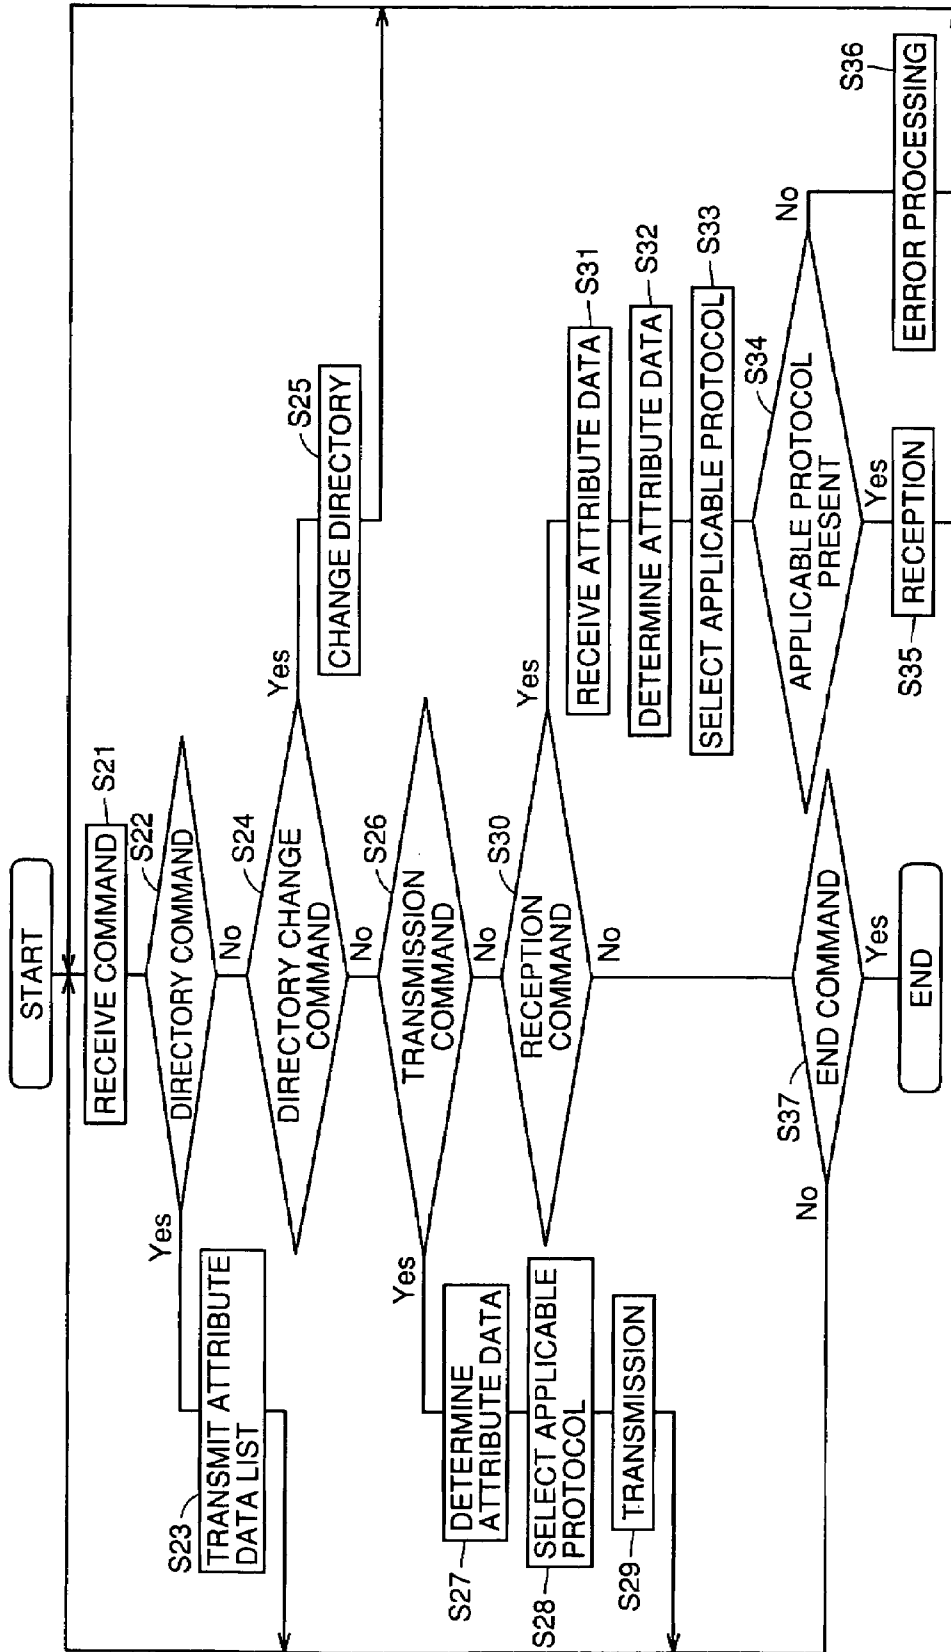 START
RECEIVE COMMAND
S21
DIRECTORY COMMAND
S22
Yes
No
S23
TRANSMIT ATTRIBUTE
DATA LIST
DIRECTORY CHANGE
COMMAND
S24
Yes
No
S25
CHANGE DIRECTORY
TRANSMISSION
COMMAND
S26
Yes
No
S27
DETERMINE
ATTRIBUTE DATA
S28
SELECT APPLICABLE
PROTOCOL
S29
TRANSMISSION
RECEPTION
COMMAND
S30
Yes
No
RECEIVE ATTRIBUTE DATA
S31
DETERMINE ATTRIBUTE DATA
S32
SELECT APPLICABLE PROTOCOL
S33
APPLICABLE PROTOCOL
PRESENT
S34
Yes
No
S35
RECEPTION
S36
ERROR PROCESSING
S37
END COMMAND
No
Yes
END